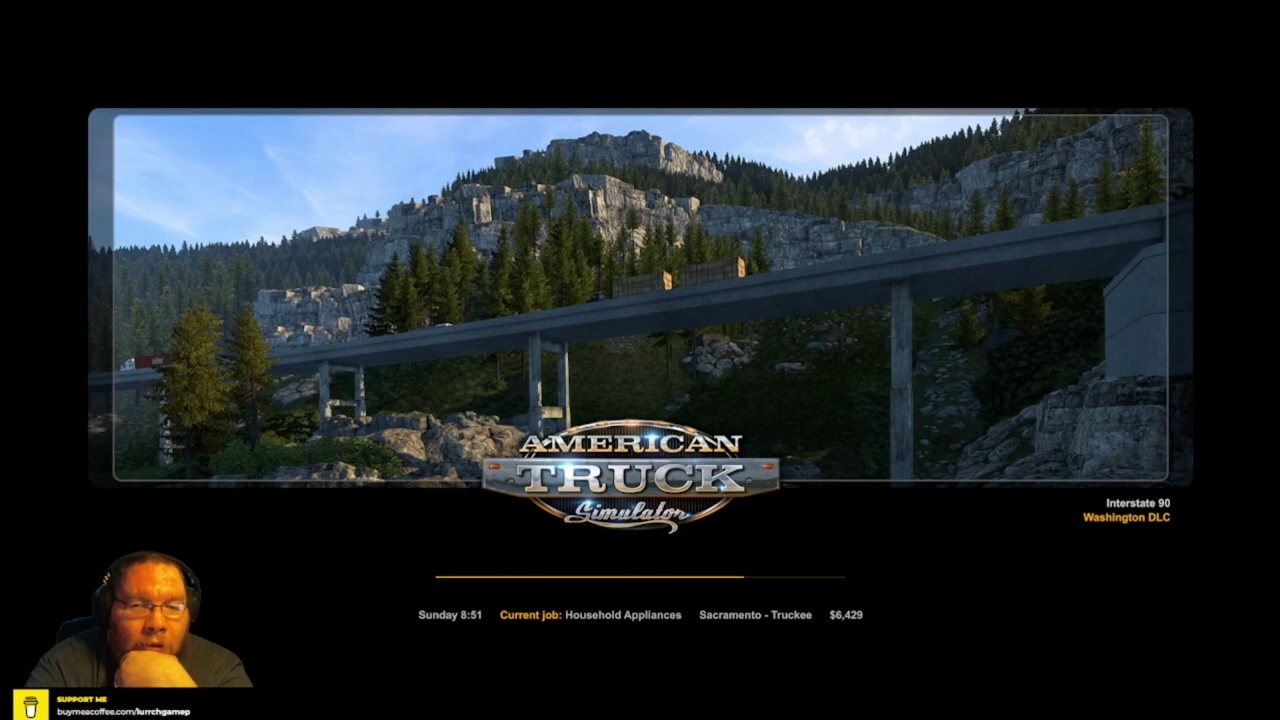 AMERICAN
TRUCK
Simulator
Interstate 90
Washington DLC
Sunday 8:51 Current job: Household Appliances Sacramento - Truckee $6,429
SUPPORT ME
buymeacoffee.com/lurrchgamep